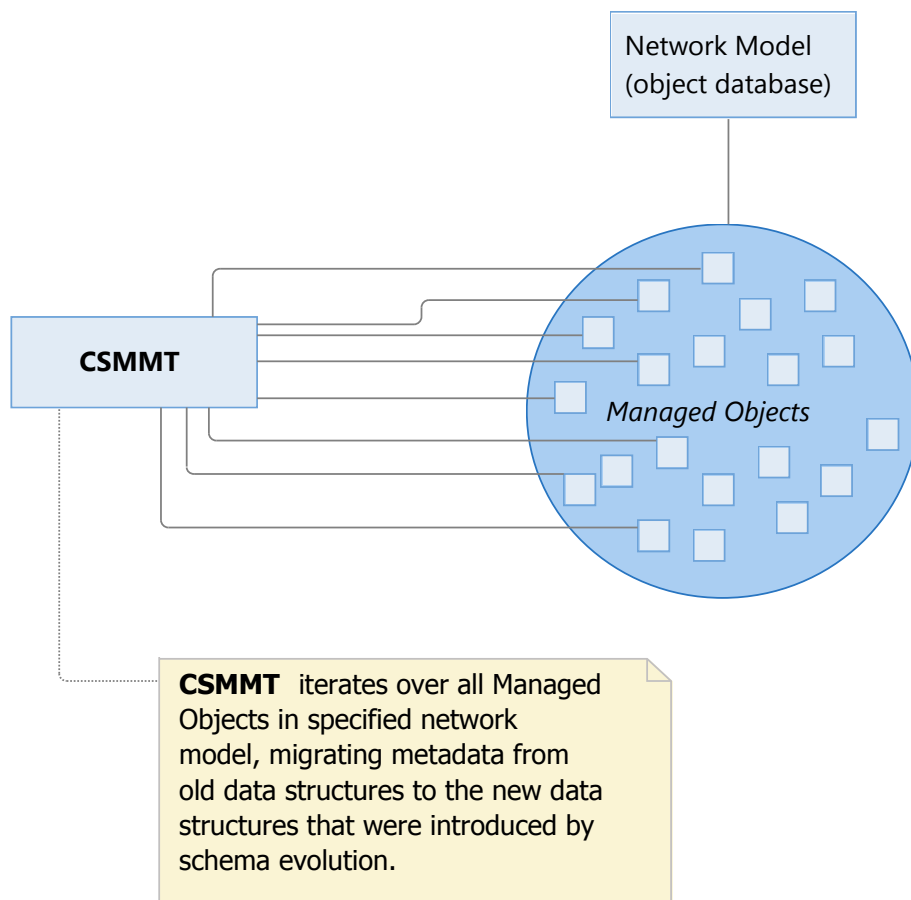 Network Model
(object database)
CSMMT
Managed Objects
CSMMT iterates over all Managed
Objects in specified network
model, migrating metadata from
old data structures to the new data
structures that were introduced by
schema evolution.